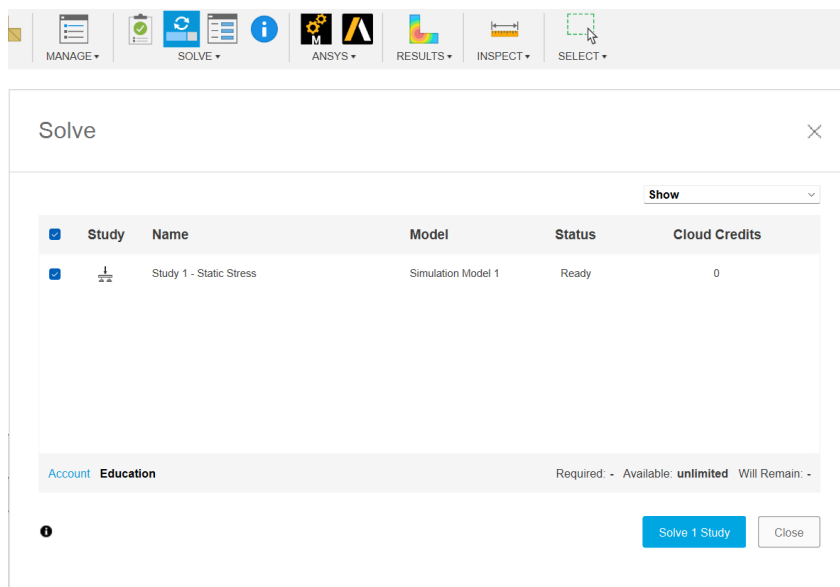 MANAGE SOLVE ANSYS RESULTS INSPECT SELECT
M
Solve
Show
Study Name Model Status Cloud Credits
Study 1 - Static Stress Simulation Model 1 Ready 0
Account Education Required: - Available: unlimited Will Remain: -
Solve 1 Study Close